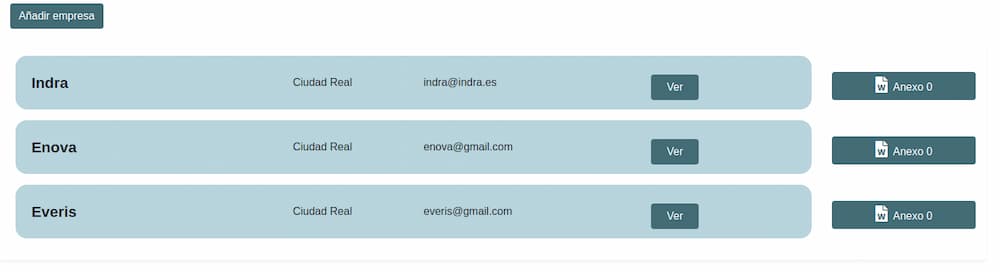 Añadir empresa
Indra Ciudad Real indra@indra.es Ver W Anexo 0
Enova Ciudad Real enova@gmail.com Ver W Anexo 0
Everis Ciudad Real everis@gmail.com Ver W Anexo 0